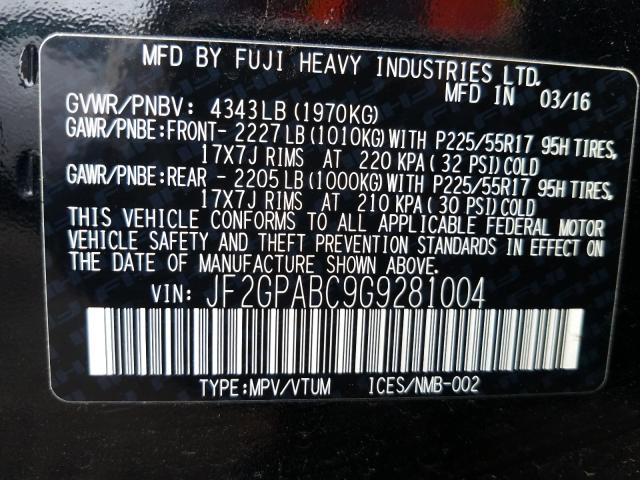 MFD BY FUJI HEAVY INDUSTRIES LTD.
MFD IN 03/16
GVWR/PNBV: 4343LB(1970KG)
GAWR/PNBE:FRONT- 2227LB(1010KG)WITH P225/55R17 95H TIRES,
17X7J RIMS AT 220 KPA(32 PSI)COLD
GAWR/PNBE:REAR - 2205LB(1000KG)WITH P225/55R17 95H TIRES,
17X7J RIMS AT 210 KPA(30 PSI)COLD
THIS VEHICLE CONFORMS TO ALL APPLICABLE FEDERAL MOTOR
VEHICLE SAFETY AND THEFT PREVENTION STANDARDS IN EFFECT ON
THE DATE OF MANUFACTURE SHOWN ABOVE.
VIN: JF2GPABC9G9281004
TYPE:MPV/VTUM ICES/NMB-002